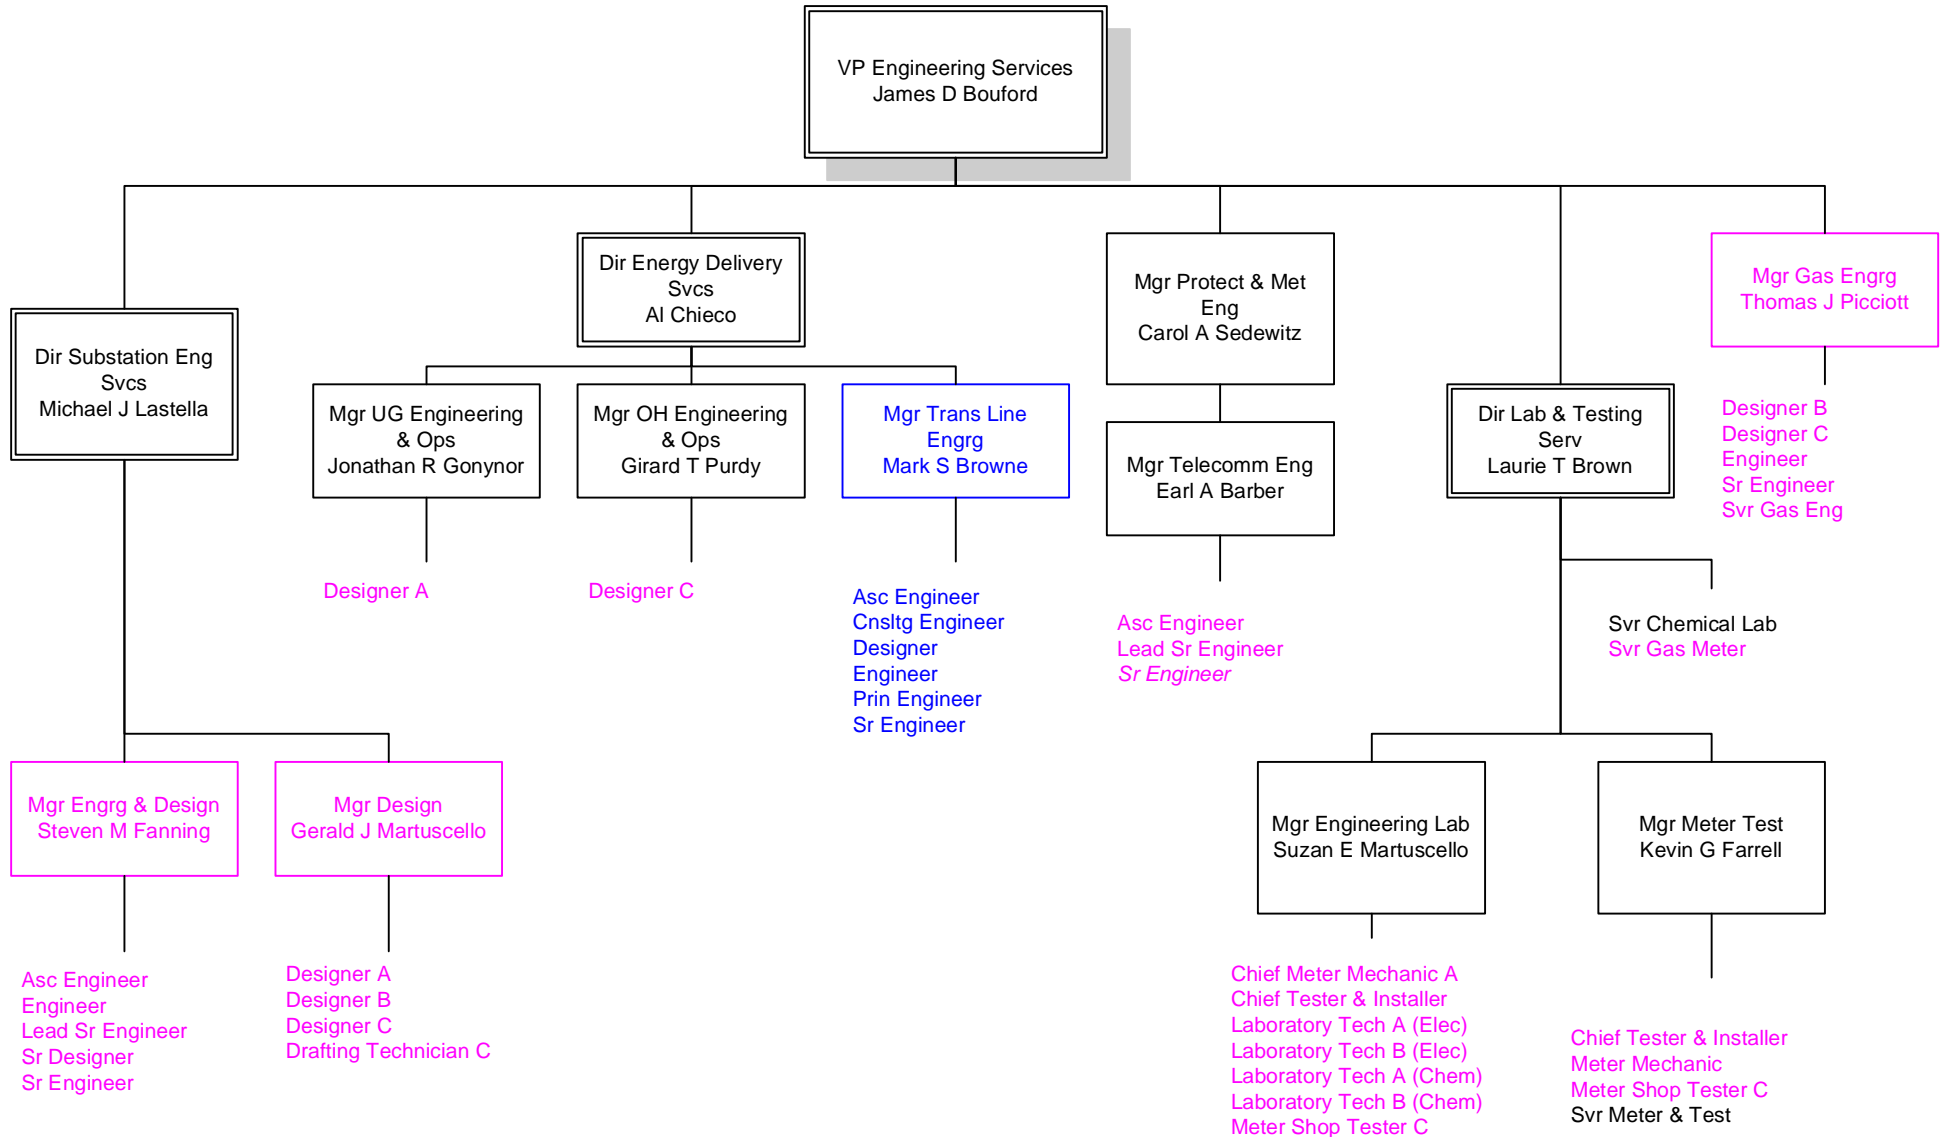 VP Engineering Services
James D Bouford
Dir Substation Eng
Svcs
Michael J Lastella
Dir Energy Delivery
Svcs
Al Chieco
Mgr Protect & Met
Eng
Carol A Sedewitz
Mgr Gas Engrg
Thomas J Picciott
Mgr UG Engineering
& Ops
Jonathan R Gonynor
Mgr OH Engineering
& Ops
Girard T Purdy
Mgr Trans Line
Engrg
Mark S Browne
Mgr Telecomm Eng
Earl A Barber
Dir Lab & Testing
Serv
Laurie T Brown
Designer B
Designer C
Engineer
Sr Engineer
Svr Gas Eng
Designer A
Designer C
Asc Engineer
Cnsltg Engineer
Designer
Engineer
Prin Engineer
Sr Engineer
Asc Engineer
Lead Sr Engineer
Sr Engineer
Svr Chemical Lab
Svr Gas Meter
Mgr Engrg & Design
Steven M Fanning
Mgr Design
Gerald J Martuscello
Mgr Engineering Lab
Suzan E Martuscello
Mgr Meter Test
Kevin G Farrell
Asc Engineer
Engineer
Lead Sr Engineer
Sr Designer
Sr Engineer
Designer A
Designer B
Designer C
Drafting Technician C
Chief Meter Mechanic A
Chief Tester & Installer
Laboratory Tech A (Elec)
Laboratory Tech B (Elec)
Laboratory Tech A (Chem)
Laboratory Tech B (Chem)
Meter Shop Tester C
Chief Tester & Installer
Meter Mechanic
Meter Shop Tester C
Svr Meter & Test